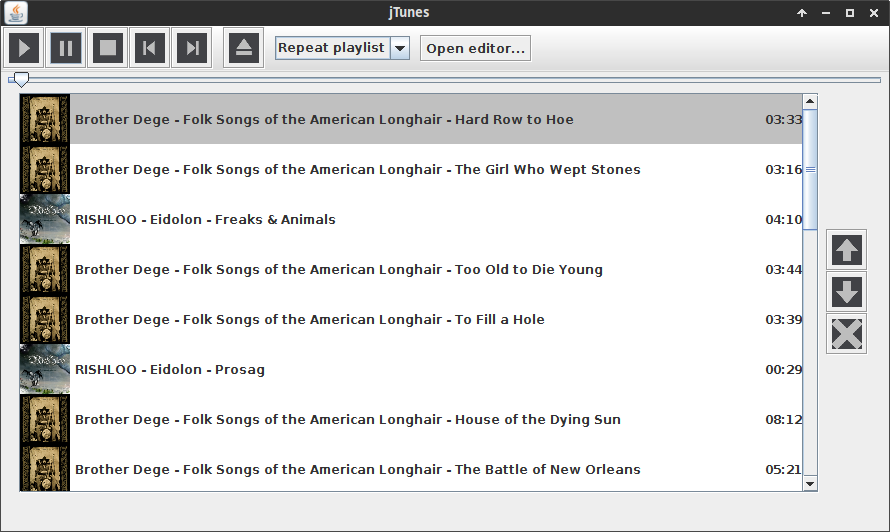 jTunes
Repeat playlist
Open editor...
Brother Dege - Folk Songs of the American Longhair - Hard Row to Hoe 03:33
Brother Dege - Folk Songs of the American Longhair - The Girl Who Wept Stones 03:16
RISHLOO - Eidolon - Freaks & Animals 04:10
Brother Dege - Folk Songs of the American Longhair - Too Old to Die Young 03:44
Brother Dege - Folk Songs of the American Longhair - To Fill a Hole 03:39
RISHLOO - Eidolon - Prosag 00:29
Brother Dege - Folk Songs of the American Longhair - House of the Dying Sun 08:12
Brother Dege - Folk Songs of the American Longhair - The Battle of New Orleans 05:21